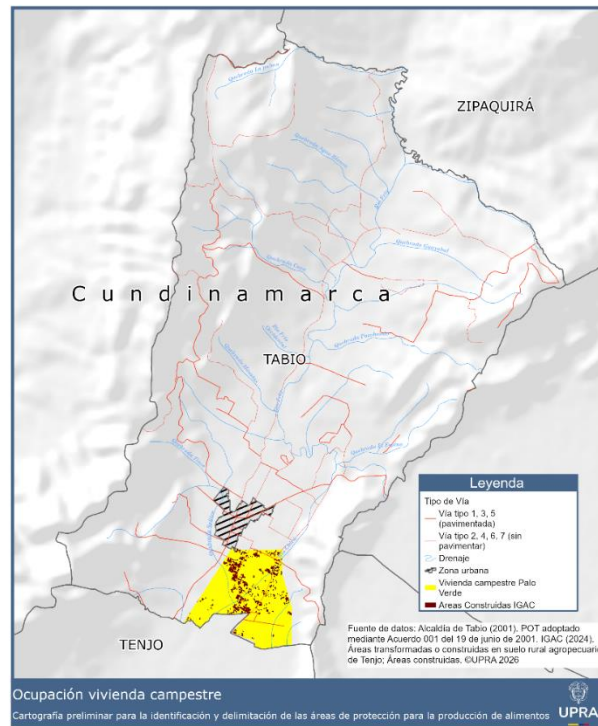 ZIPAQUIRÁ
Cundinamarca
TABIO
TENJO
Leyenda
Tipo de Vía
Vía tipo 1, 3, 5
(pavimentada)
Vía tipo 2, 4, 6, 7 (sin
pavimentar)
Drenaje
Zona urbana
Vivienda campestre Palo
Verde
Áreas Construidas IGAC
Fuente de datos: Alcaldía de Tabio (2001). POT adoptado
mediante Acuerdo 001 del 19 de junio de 2001. IGAC (2024).
Áreas transformadas o construidas en suelo rural agropecuario
de Tenjo; Áreas construidas. ©UPRA 2026
Ocupación vivienda campestre
Cartografía preliminar para la identificación y delimitación de las áreas de protección para la producción de alimentos
UPRA